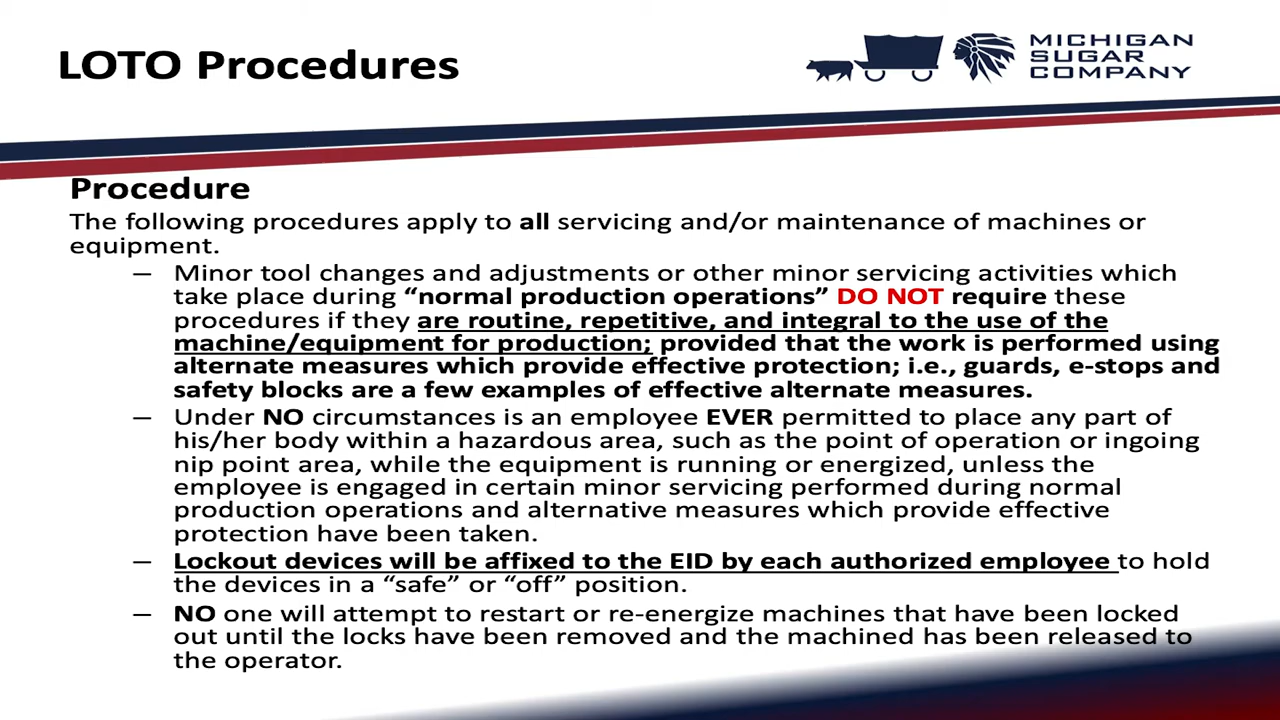 LOTO Procedures
MICHIGAN
SUGAR
COMPANY
Procedure
The following procedures apply to all servicing and/or maintenance of machines or
equipment.
— Minor tool changes and adjustments or other minor servicing activities which
take place during “normal production operations” DO NOT require these
procedures if they are routine, repetitive, and integral to the use of the
machine/equipment for production; provided that the work is performed using
alternate measures which provide effective protection; i.e., guards, e-stops and
safety blocks are a few examples of effective alternate measures.
— Under NO circumstances is an employee EVER permitted to place any part of
his/her body within a hazardous area, such as the point of operation or ingoing
nip point area, while the equipment is running or energized, unless the
employee is engaged in certain minor servicing performed during normal
production operations and alternative measures which provide effective
protection have been taken.
— Lockout devices will be affixed to the EID by each authorized employee to hold
the devices in a “safe” or “off” position.
— NO one will attempt to restart or re-energize machines that have been locked
out until the locks have been removed and the machined has been released to
the operator.